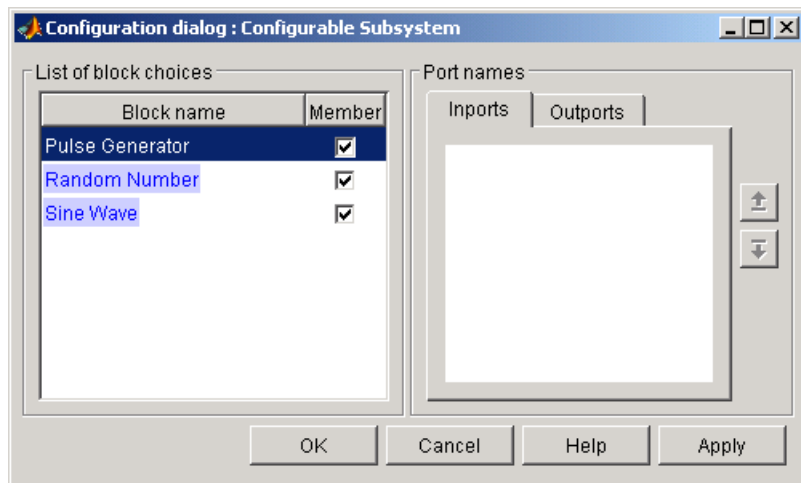 Configuration dialog : Configurable Subsystem
List of block choices
Block name Member
Pulse Generator
Random Number
Sine Wave
Port names
Inports Outports
OK Cancel Help Apply